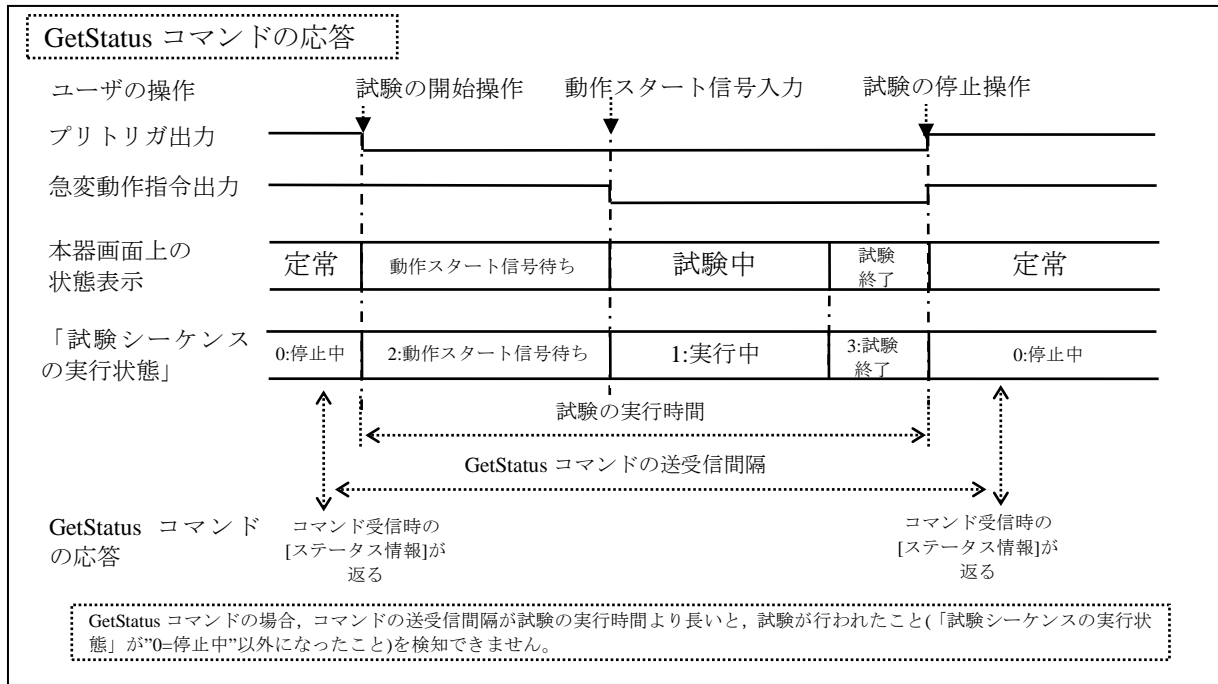 GetStatus コマンドの応答
ユーザの操作
試験の開始操作
動作スタート信号入力
試験の停止操作
プリトリガ出力
急変動作指令出力
本器画面上の
状態表示
定常
動作スタート信号待ち
試験中
試験
終了
定常
「試験シーケンス
の実行状態」
0:停止中
2:動作スタート信号待ち
1:実行中
3:試験
終了
0:停止中
試験の実行時間
GetStatus コマンドの送受信間隔
GetStatus コマンド
の応答
コマンド受信時の
[ステータス情報]が
返る
コマンド受信時の
[ステータス情報]が
返る
GetStatus コマンドの場合，コマンドの送受信間隔が試験の実行時間より長いと，試験が行われたこと(「試験シーケンスの実行状
態」が”0=停止中”以外になったこと)を検知できません。